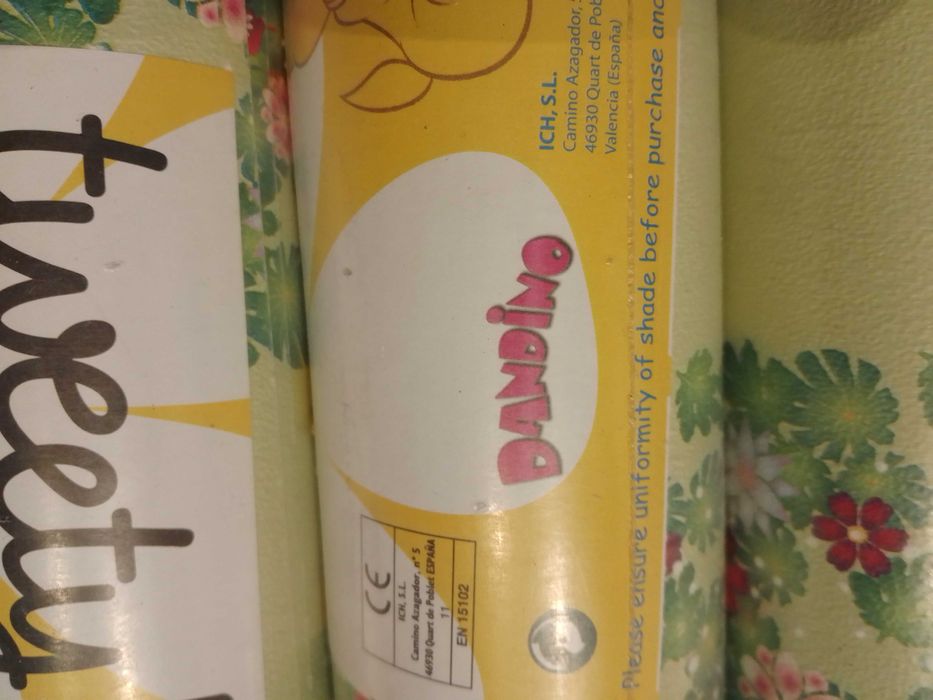 tweety
ICH, S.L.
Camino Azagador,
46930 Quart de Pob
Valencia (España)
DANDINO
Please ensure uniformity of shade before purchase and
CE
ICH, S.L.
Camino Azagador, nº 5
46930 Quart de Poblet ESPAÑA
11
EN 15102